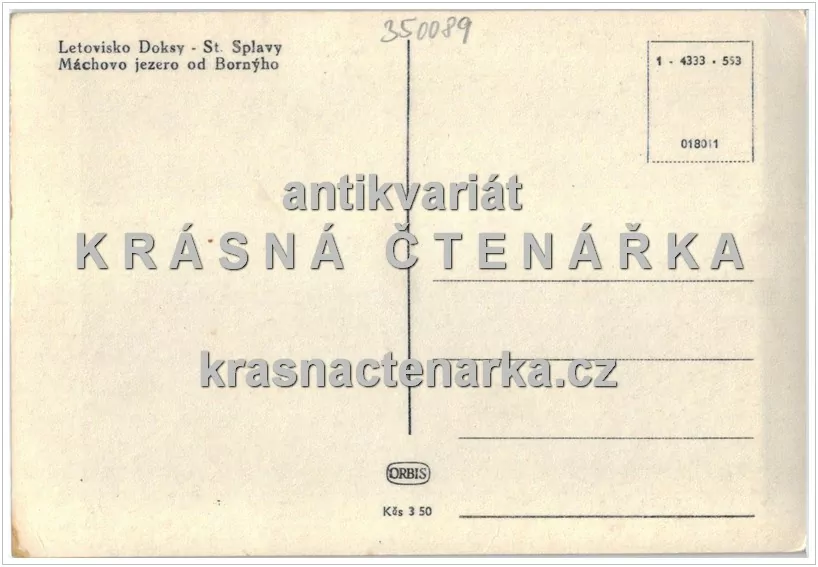 350089
Letovisko Doksy - St. Splavy
Máchovo jezero od Borného
1 - 4333 - 553
018011
antikvariát
KRÁSNÁ ČTENÁŘKA
krasnactenarka.cz
ORBIS
Kčs 3 50